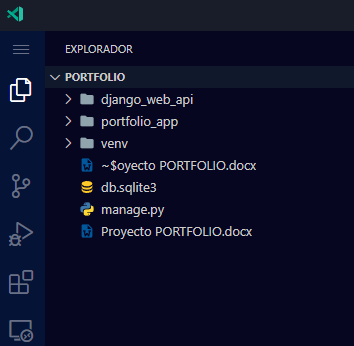 EXPLORADOR
PORTFOLIO
django_web_api
portfolio_app
venv
~$oyecto PORTFOLIO.docx
db.sqlite3
manage.py
Proyecto PORTFOLIO.docx